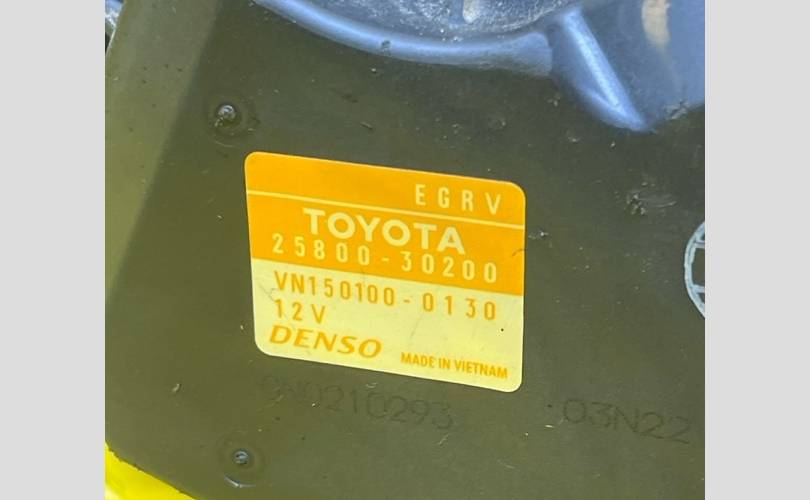 EGRV
TOYOTA
25800-30200
VN150100-0130
12V
DENSO
MADE IN VIETNAM
03N22